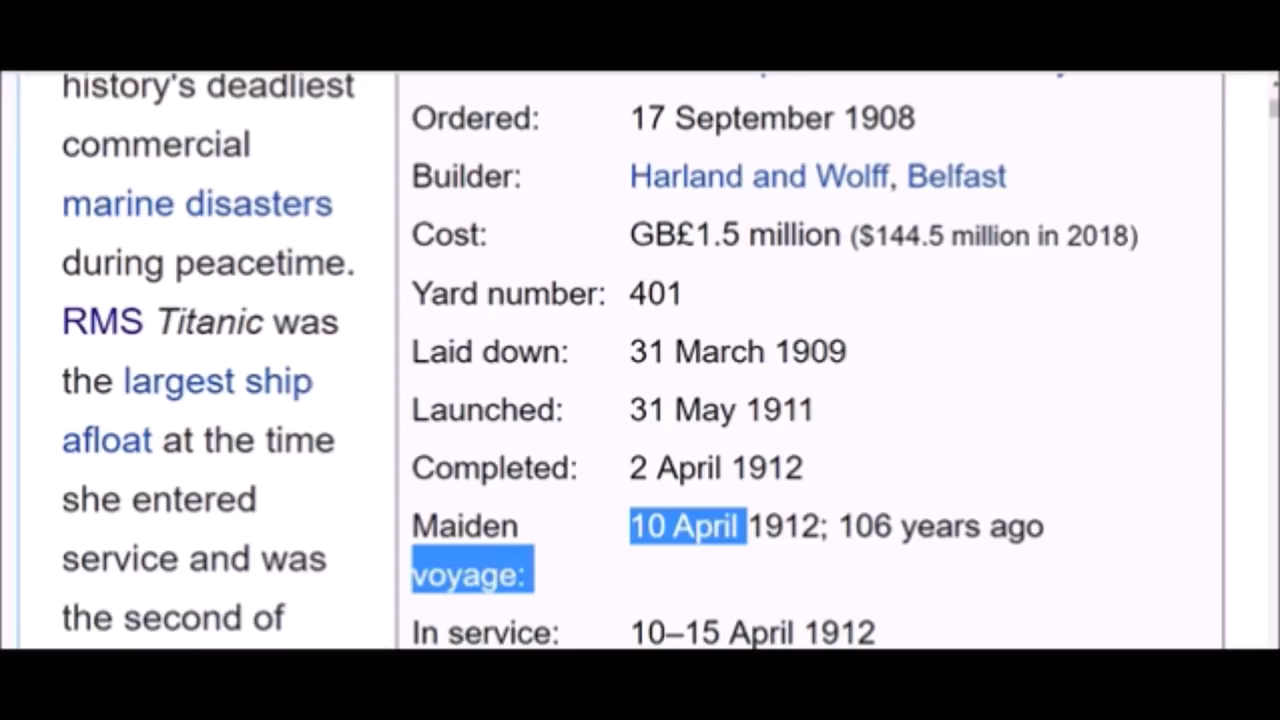 history's deadliest
commercial
marine disasters
during peacetime.
RMS Titanic was
the largest ship
afloat at the time
she entered
service and was
the second of
Ordered: 17 September 1908
Builder: Harland and Wolff, Belfast
Cost: GB£1.5 million ($144.5 million in 2018)
Yard number: 401
Laid down: 31 March 1909
Launched: 31 May 1911
Completed: 2 April 1912
Maiden 10 April 1912; 106 years ago
voyage:
In service: 10–15 April 1912